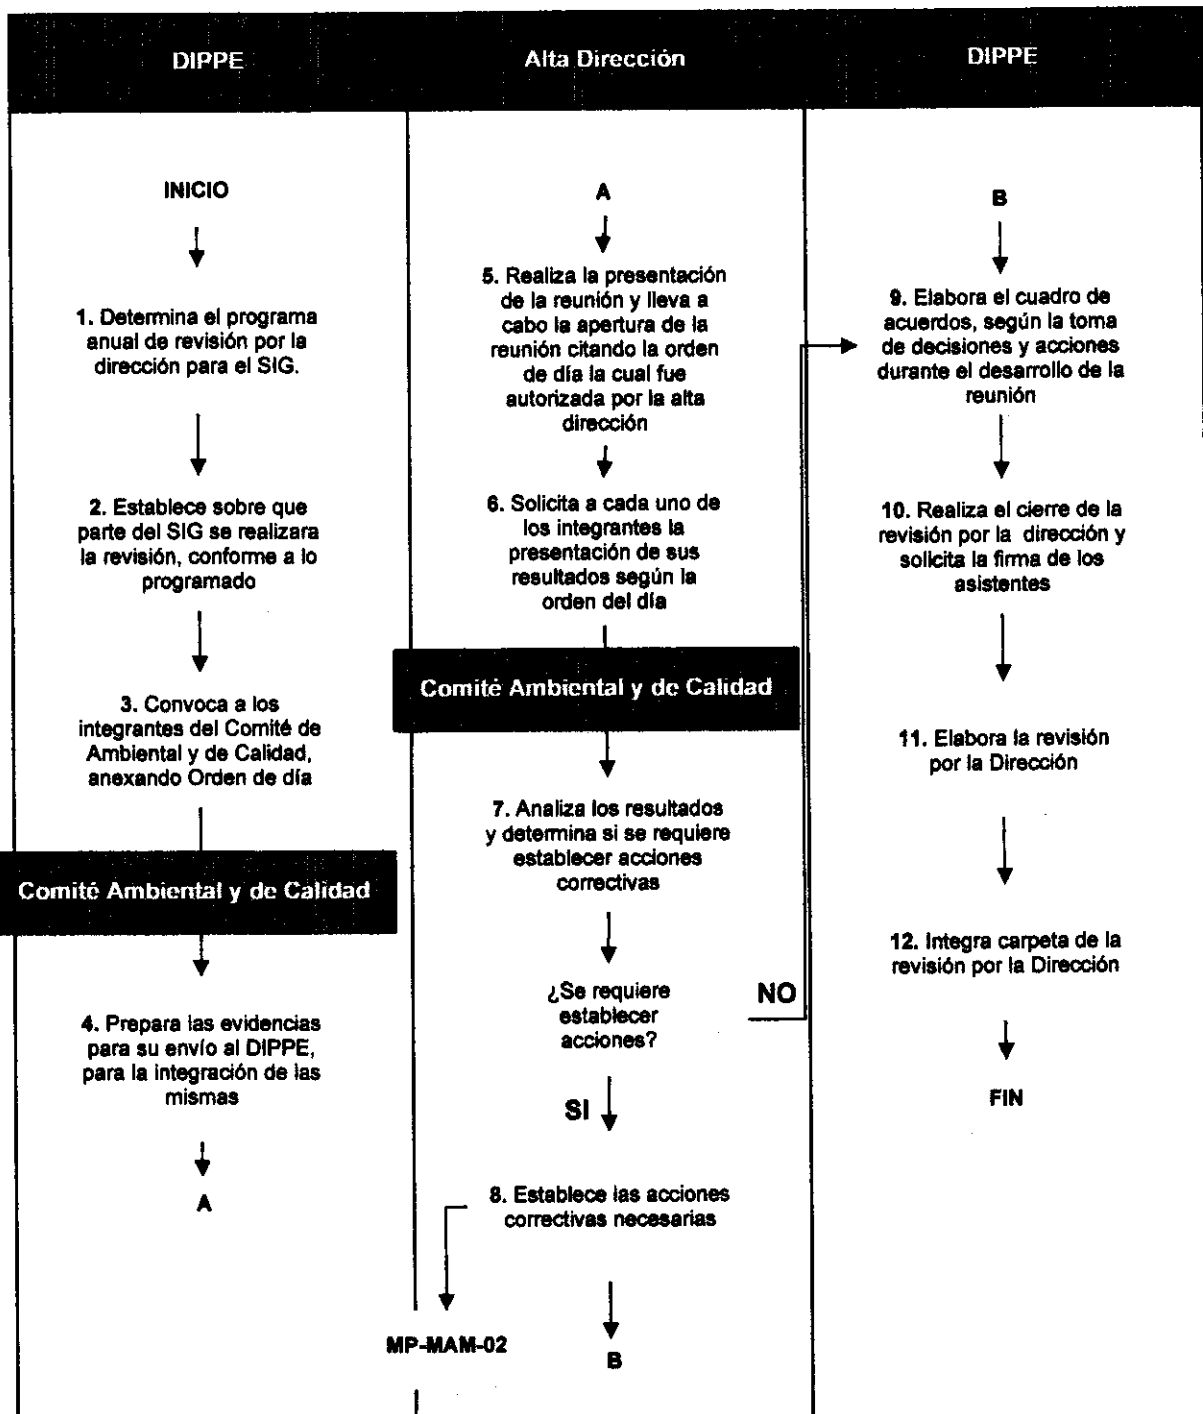 DIPPE
INICIO
1. Determina el programa
anual de revisión por la
dirección para el SIG.
2. Establece sobre que
parte del SIG se realizara
la revisión, conforme a lo
programado
3. Convoca a los
integrantes del Comité de
Ambiental y de Calidad,
anexando Orden de día
Comité Ambiental y de Calidad
4. Prepara las evidencias
para su envío al DIPPE,
para la integración de las
mismas
A
Alta Dirección
A
5. Realiza la presentación
de la reunión y lleva a
cabo la apertura de la
reunión citando la orden
de día la cual fue
autorizada por la alta
dirección
6. Solicita a cada uno de
los integrantes la
presentación de sus
resultados según la
orden del día
Comité Ambiental y de Calidad
7. Analiza los resultados
y determina si se requiere
establecer acciones
correctivas
¿Se requiere
establecer
acciones?
NO
SI
8. Establece las acciones
correctivas necesarias
MP-MAM-02
B
DIPPE
B
9. Elabora el cuadro de
acuerdos, según la toma
de decisiones y acciones
durante el desarrollo de la
reunión
10. Realiza el cierre de la
revisión por la dirección y
solicita la firma de los
asistentes
11. Elabora la revisión
por la Dirección
12. Integra carpeta de la
revisión por la Dirección
FIN